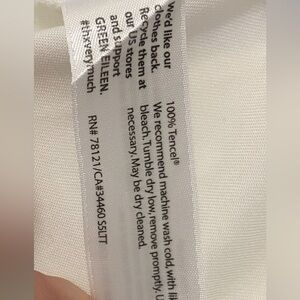 we'd like our
clothes back.
Recycle them at
our US stores
and support
GREEN EILEEN.
#thxverymuch
100% Tencel®
We recommend machine wash cold, with
bleach. Tumble dry low, remove promptly.
necessary. May be dry cleaned.
RN# 78121/CA#34460 S5LTT